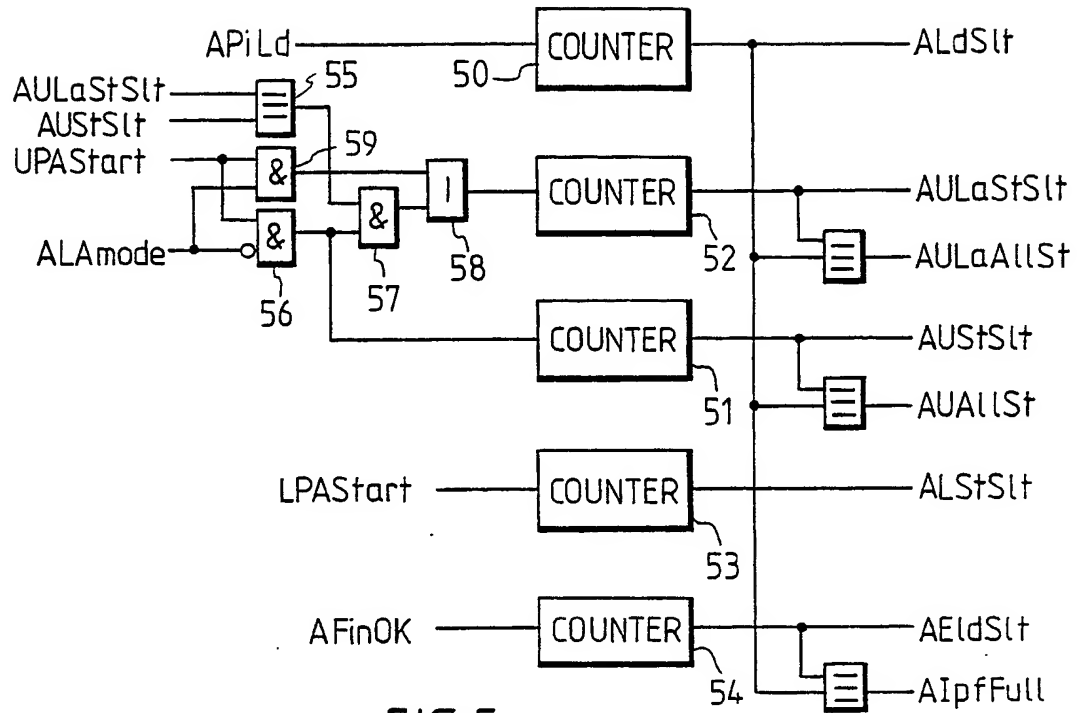 APiLd
COUNTER
50
ALdSlt
AULaStSlt
AUStSlt
55
UPAStart
&
59
ALAmode
&
56
&
57
|
58
COUNTER
52
AULaStSlt
AULaAllSt
COUNTER
51
AUStSlt
AUAllSt
LPAStart
COUNTER
53
ALStSlt
AFinOK
COUNTER
54
AEldSlt
AIpfFull